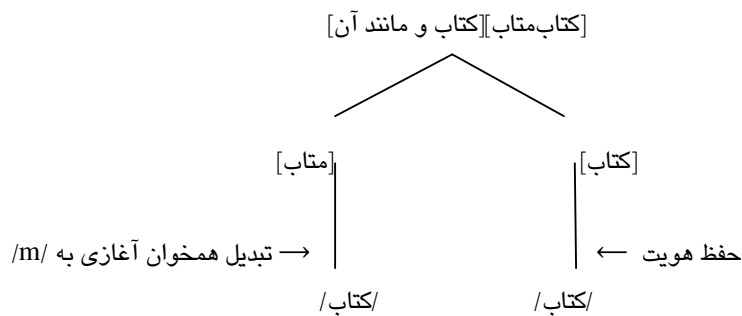 [کتاب‌متاب][کتاب و مانند آن]
[کتاب] [متاب]
حفظ هویت ← → تبدیل همخوان آغازی به /m/
/کتاب/ /کتاب/